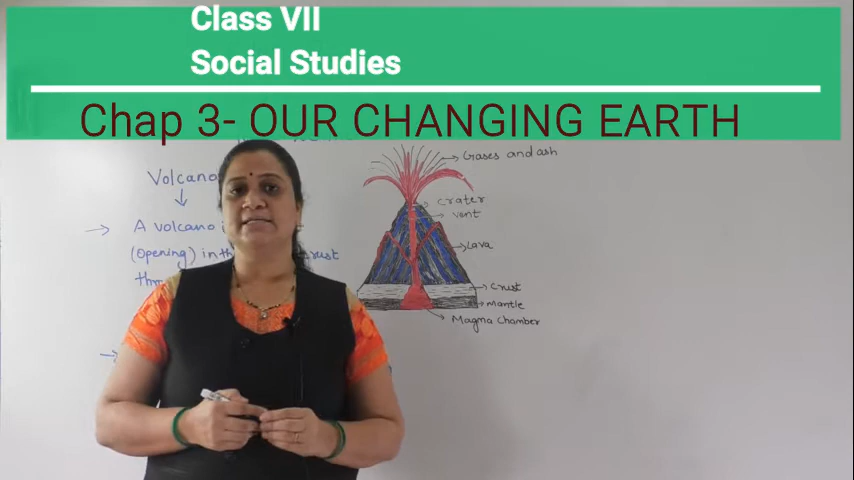 Class VII
Social Studies
Chap 3- OUR CHANGING EARTH
Gases and ash
Volcano
crater
vent
A volcano
Lava
(opening) in th
rust
crust
mantle
Magma chamber